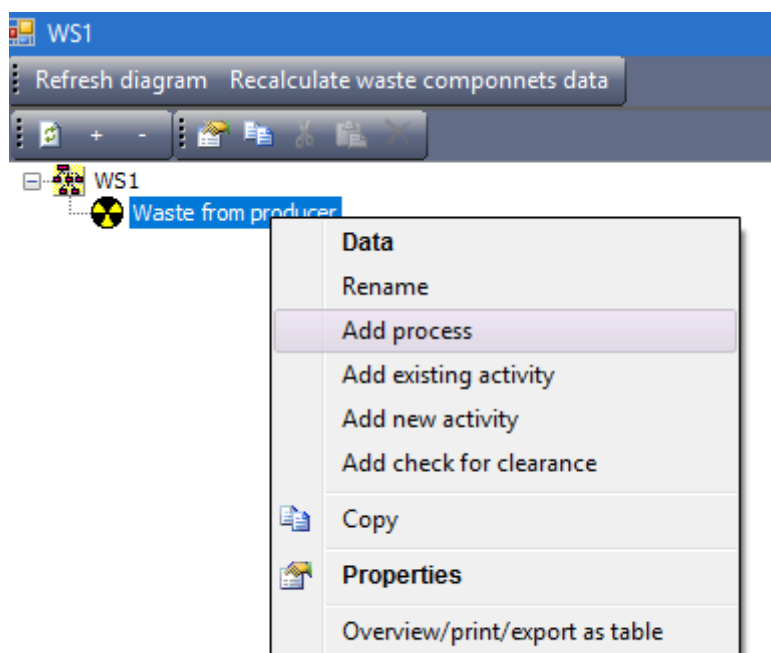 WS1
Refresh diagram Recalculate waste componnets data
+ -
WS1
Waste from producer
Data
Rename
Add process
Add existing activity
Add new activity
Add check for clearance
Copy
Properties
Overview/print/export as table